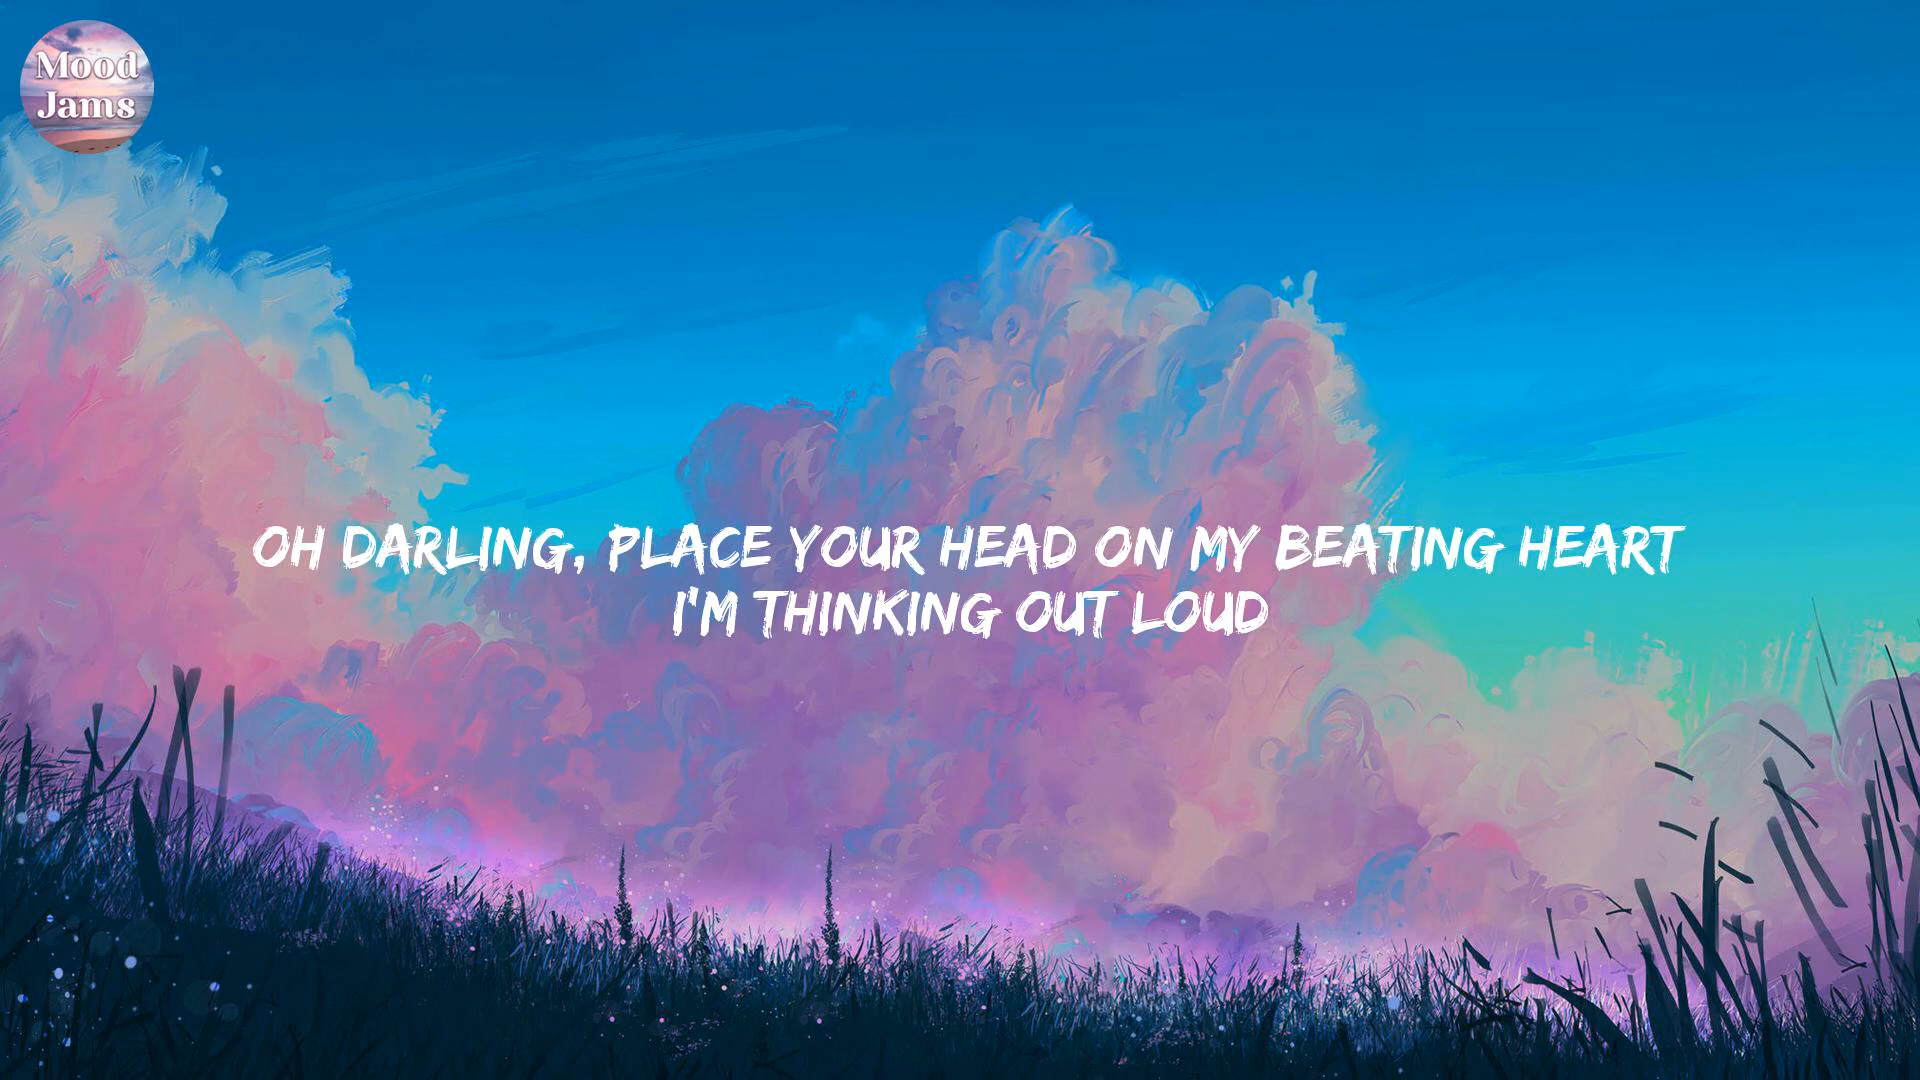 Mood
Jams
OH DARLING, PLACE YOUR HEAD ON MY BEATING HEART
I'M THINKING OUT LOUD